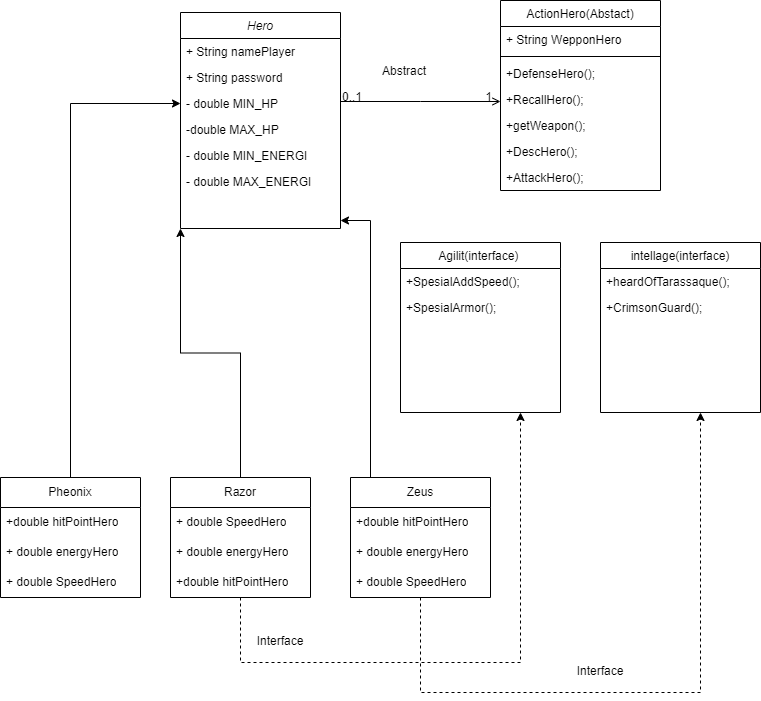 Hero
+ String namePlayer
+ String password
- double MIN_HP
-double MAX_HP
- double MIN_ENERGI
- double MAX_ENERGI
Abstract
0..1
1
ActionHero(Abstact)
+ String WepponHero
+DefenseHero();
+RecallHero();
+getWeapon();
+DescHero();
+AttackHero();
Agilit(interface)
+SpesialAddSpeed();
+SpesialArmor();
intellage(interface)
+heardOfTarassaque();
+CrimsonGuard();
Pheonix
+double hitPointHero
+ double energyHero
+ double SpeedHero
Razor
+ double SpeedHero
+ double energyHero
+double hitPointHero
Zeus
+double hitPointHero
+ double energyHero
+ double SpeedHero
Interface
Interface